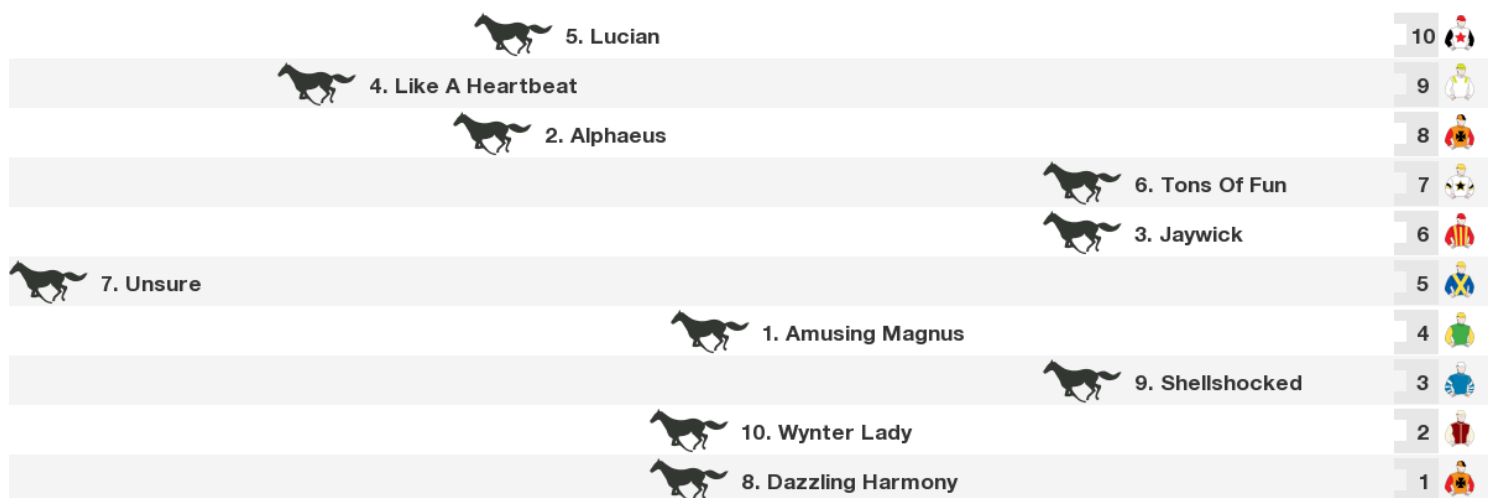 5. Lucian 10
4. Like A Heartbeat 9
2. Alphaeus 8
6. Tons Of Fun 7
3. Jaywick 6
7. Unsure 5
1. Amusing Magnus 4
9. Shellshocked 3
10. Wynter Lady 2
8. Dazzling Harmony 1